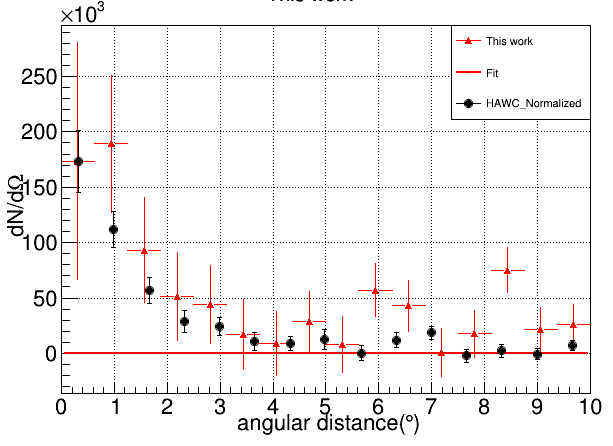 This work
×10³
This work
Fit
HAWC_Normalized
250
200
150
100
50
0
dN/dΩ
0 1 2 3 4 5 6 7 8 9 10
angular distance(°)